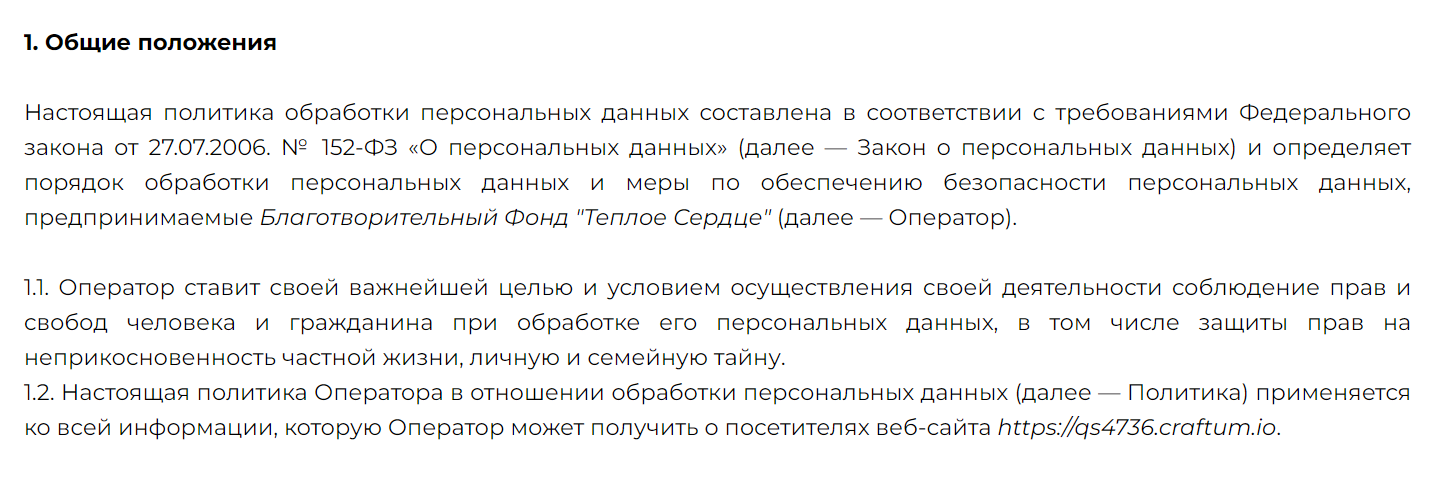 1. Общие положения
Настоящая политика обработки персональных данных составлена в соответствии с требованиями Федерального
закона от 27.07.2006. № 152-ФЗ «О персональных данных» (далее — Закон о персональных данных) и определяет
порядок обработки персональных данных и меры по обеспечению безопасности персональных данных,
предпринимаемые Благотворительный Фонд "Теплое Сердце" (далее — Оператор).
1.1. Оператор ставит своей важнейшей целью и условием осуществления своей деятельности соблюдение прав и
свобод человека и гражданина при обработке его персональных данных, в том числе защиты прав на
неприкосновенность частной жизни, личную и семейную тайну.
1.2. Настоящая политика Оператора в отношении обработки персональных данных (далее — Политика) применяется
ко всей информации, которую Оператор может получить о посетителях веб-сайта https://qs4736.craftum.io.